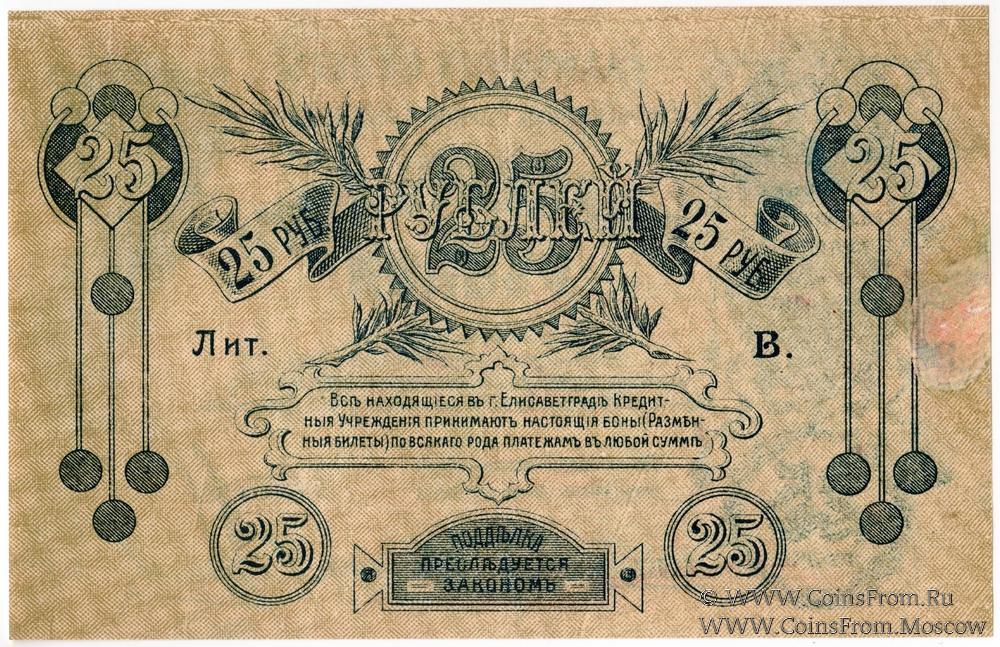 25
25
25
РУБЛЕЙ
25 РУБ.
25 РУБ.
Лит.
В.
Всѣ находящіеся въ г. Елисаветградѣ Кредит-
ныя Учрежденія принимаютъ настоящія боны (Размѣн-
ныя билеты) по всякаго рода платежамъ въ любой суммѣ
25
25
ПОДДѢЛКА
ПРЕСЛѢДУЕТСЯ
ЗАКОНОМЪ
© WWW.CoinsFrom.Ru
WWW.CoinsFrom.Moscow